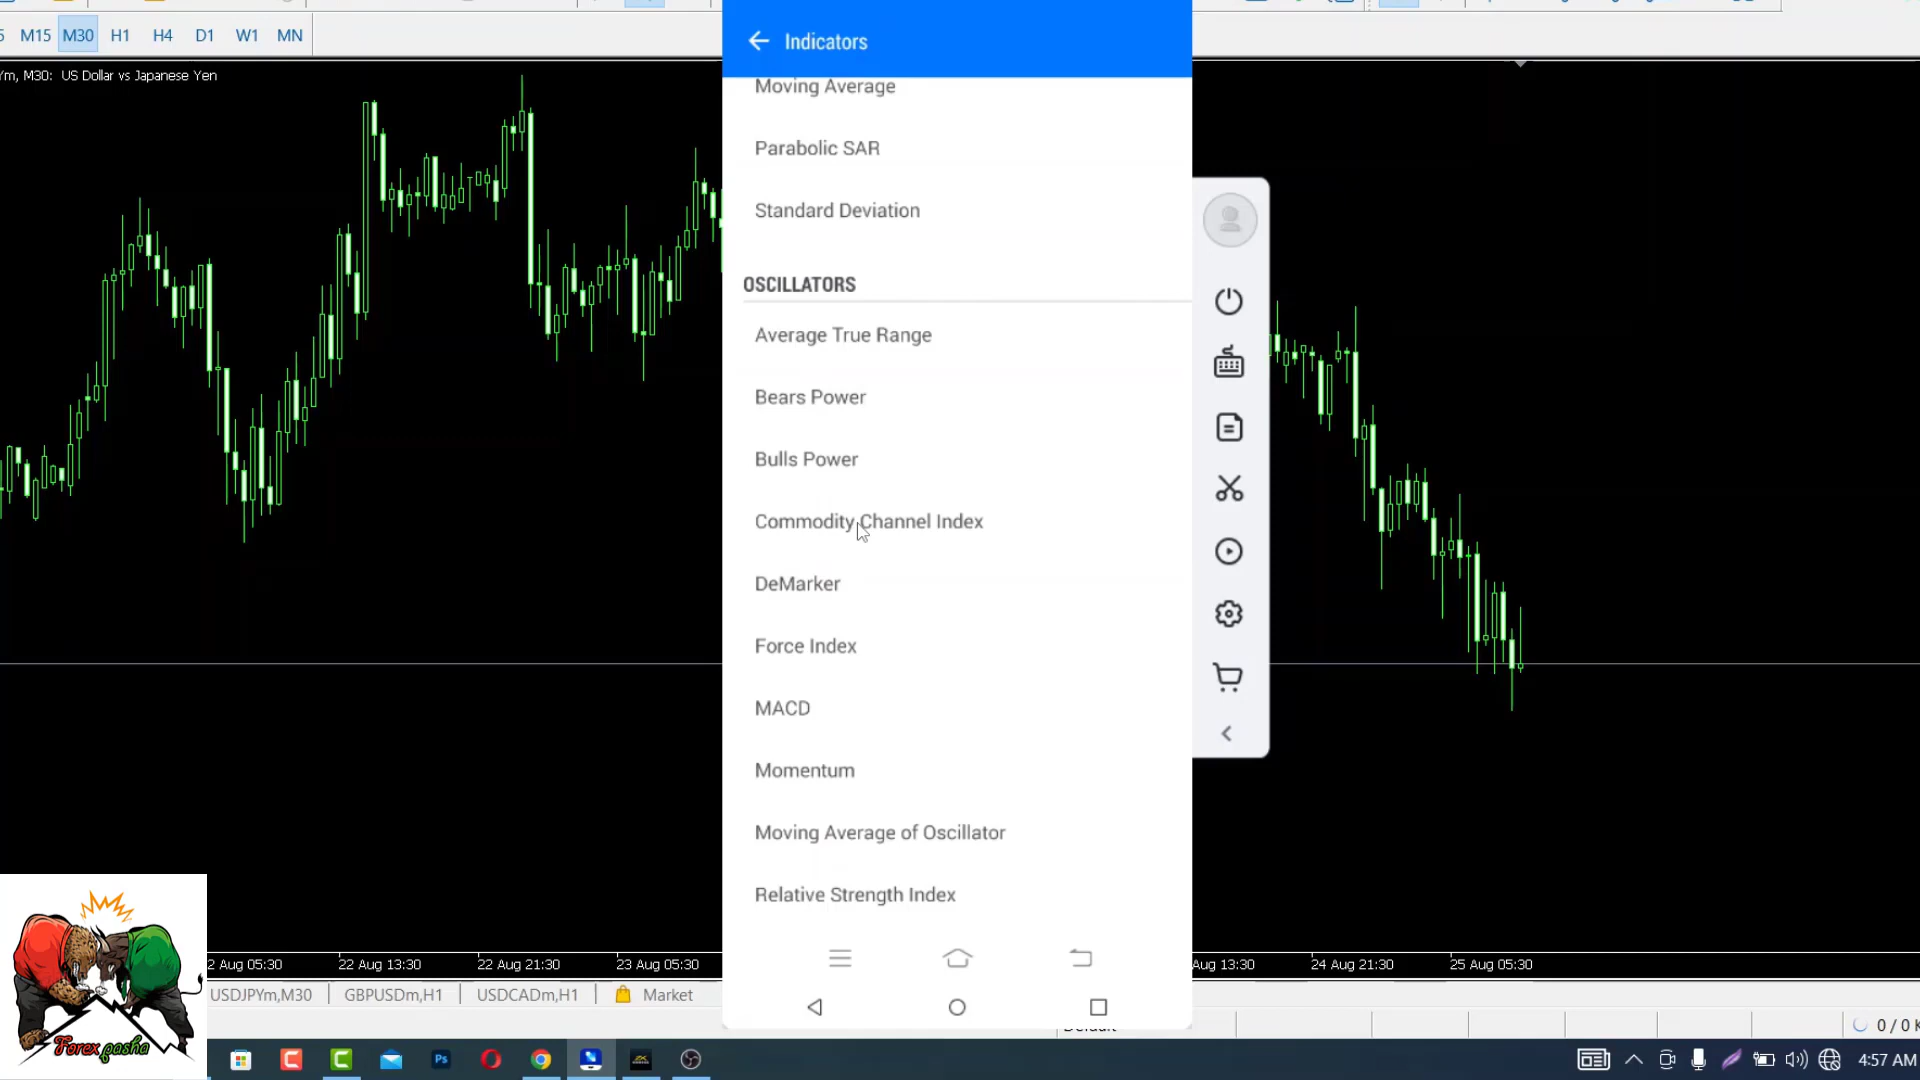 M15 M30 H1 H4 D1 W1 MN
Indicators
M30: US Dollar vs Japanese Yen
Moving Average
Parabolic SAR
Standard Deviation
OSCILLATORS
Average True Range
Bears Power
Bulls Power
Commodity Channel Index
DeMarker
Force Index
MACD
Momentum
Moving Average of Oscillator
Relative Strength Index
2 Aug 05:30 22 Aug 13:30 22 Aug 21:30 23 Aug 05:30 Aug 13:30 24 Aug 21:30 25 Aug 05:30
USDJPYm,M30 GBPUSDm,H1 USDCADm,H1 Market
Default
0 / 0
Forex pasha
Ps
4:57 AM